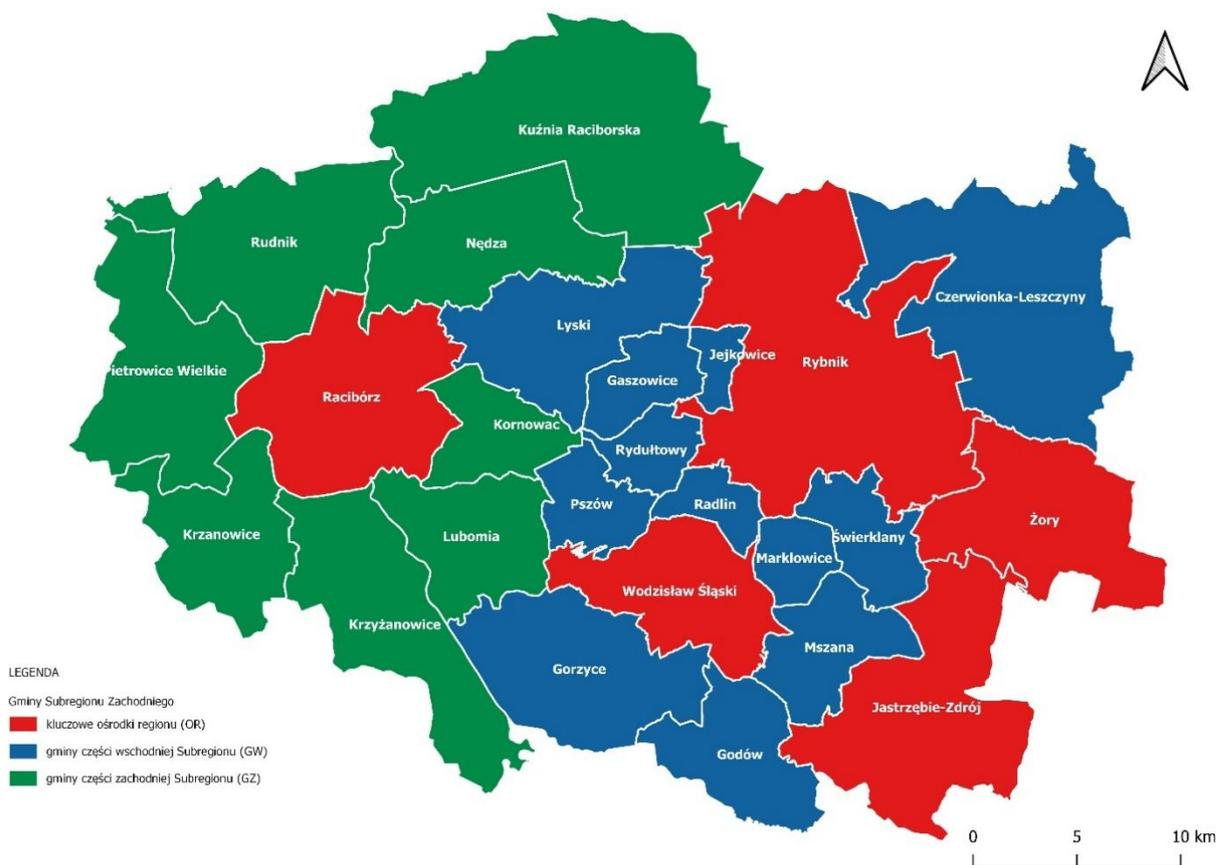 Kuźnia Raciborska
Rudnik
Nędza
Czerwionka-Leszczyny
Lyski
Jejkowice
Rybnik
Pietrowice Wielkie
Gaszowice
Racibórz
Kornowac
Rydułtowy
Pszów
Radlin
Żory
Krzanowice
Lubomia
Świerklany
Marklowice
Wodzisław Śląski
Krzyżanowice
Mszana
Gorzyce
Jastrzębie-Zdrój
Godów
LEGENDA
Gminy Subregionu Zachodniego
kluczowe ośrodki regionu (OR)
gminy części wschodniej Subregionu (GW)
gminy części zachodniej Subregionu (GZ)
0 5 10 km